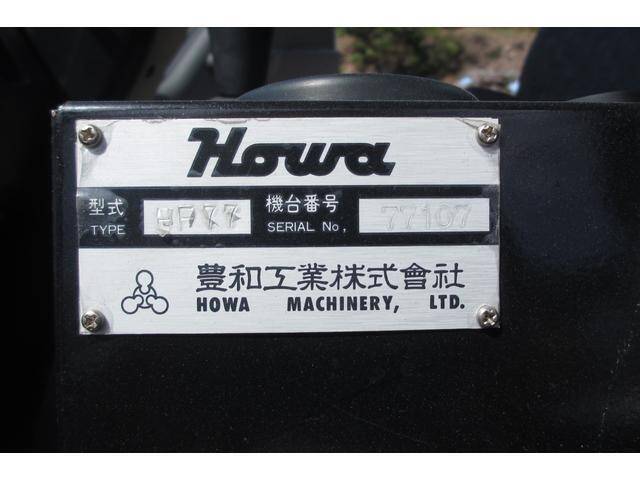 Howa
型式 HF77 機台番号 77107
TYPE SERIAL No,
豊和工業株式會社
HOWA MACHINERY, LTD.